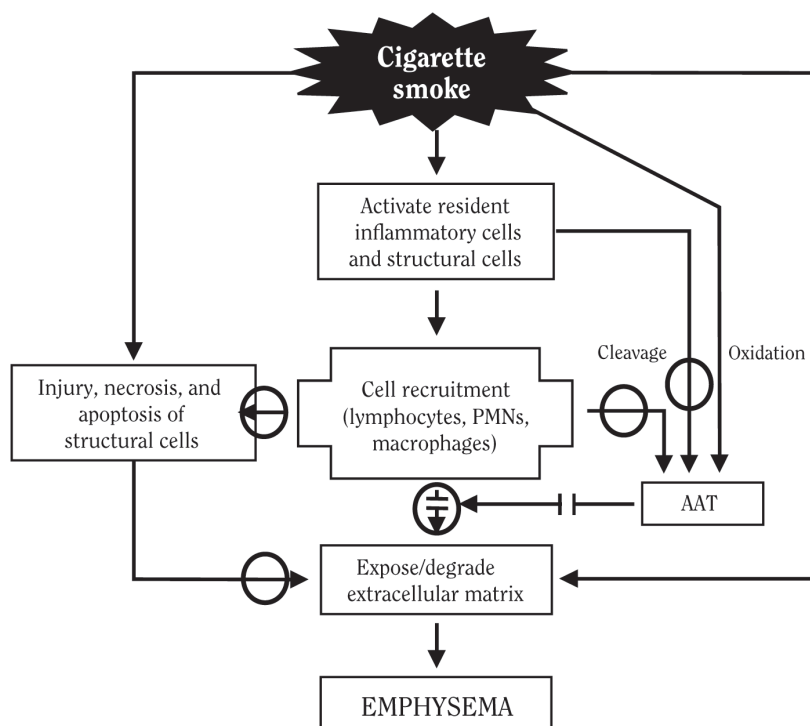 Cigarette
smoke
Activate resident
inflammatory cells
and structural cells
Cleavage
Oxidation
Injury, necrosis, and
apoptosis of
structural cells
Cell recruitment
(lymphocytes, PMNs,
macrophages)
AAT
Expose/degrade
extracellular matrix
EMPHYSEMA